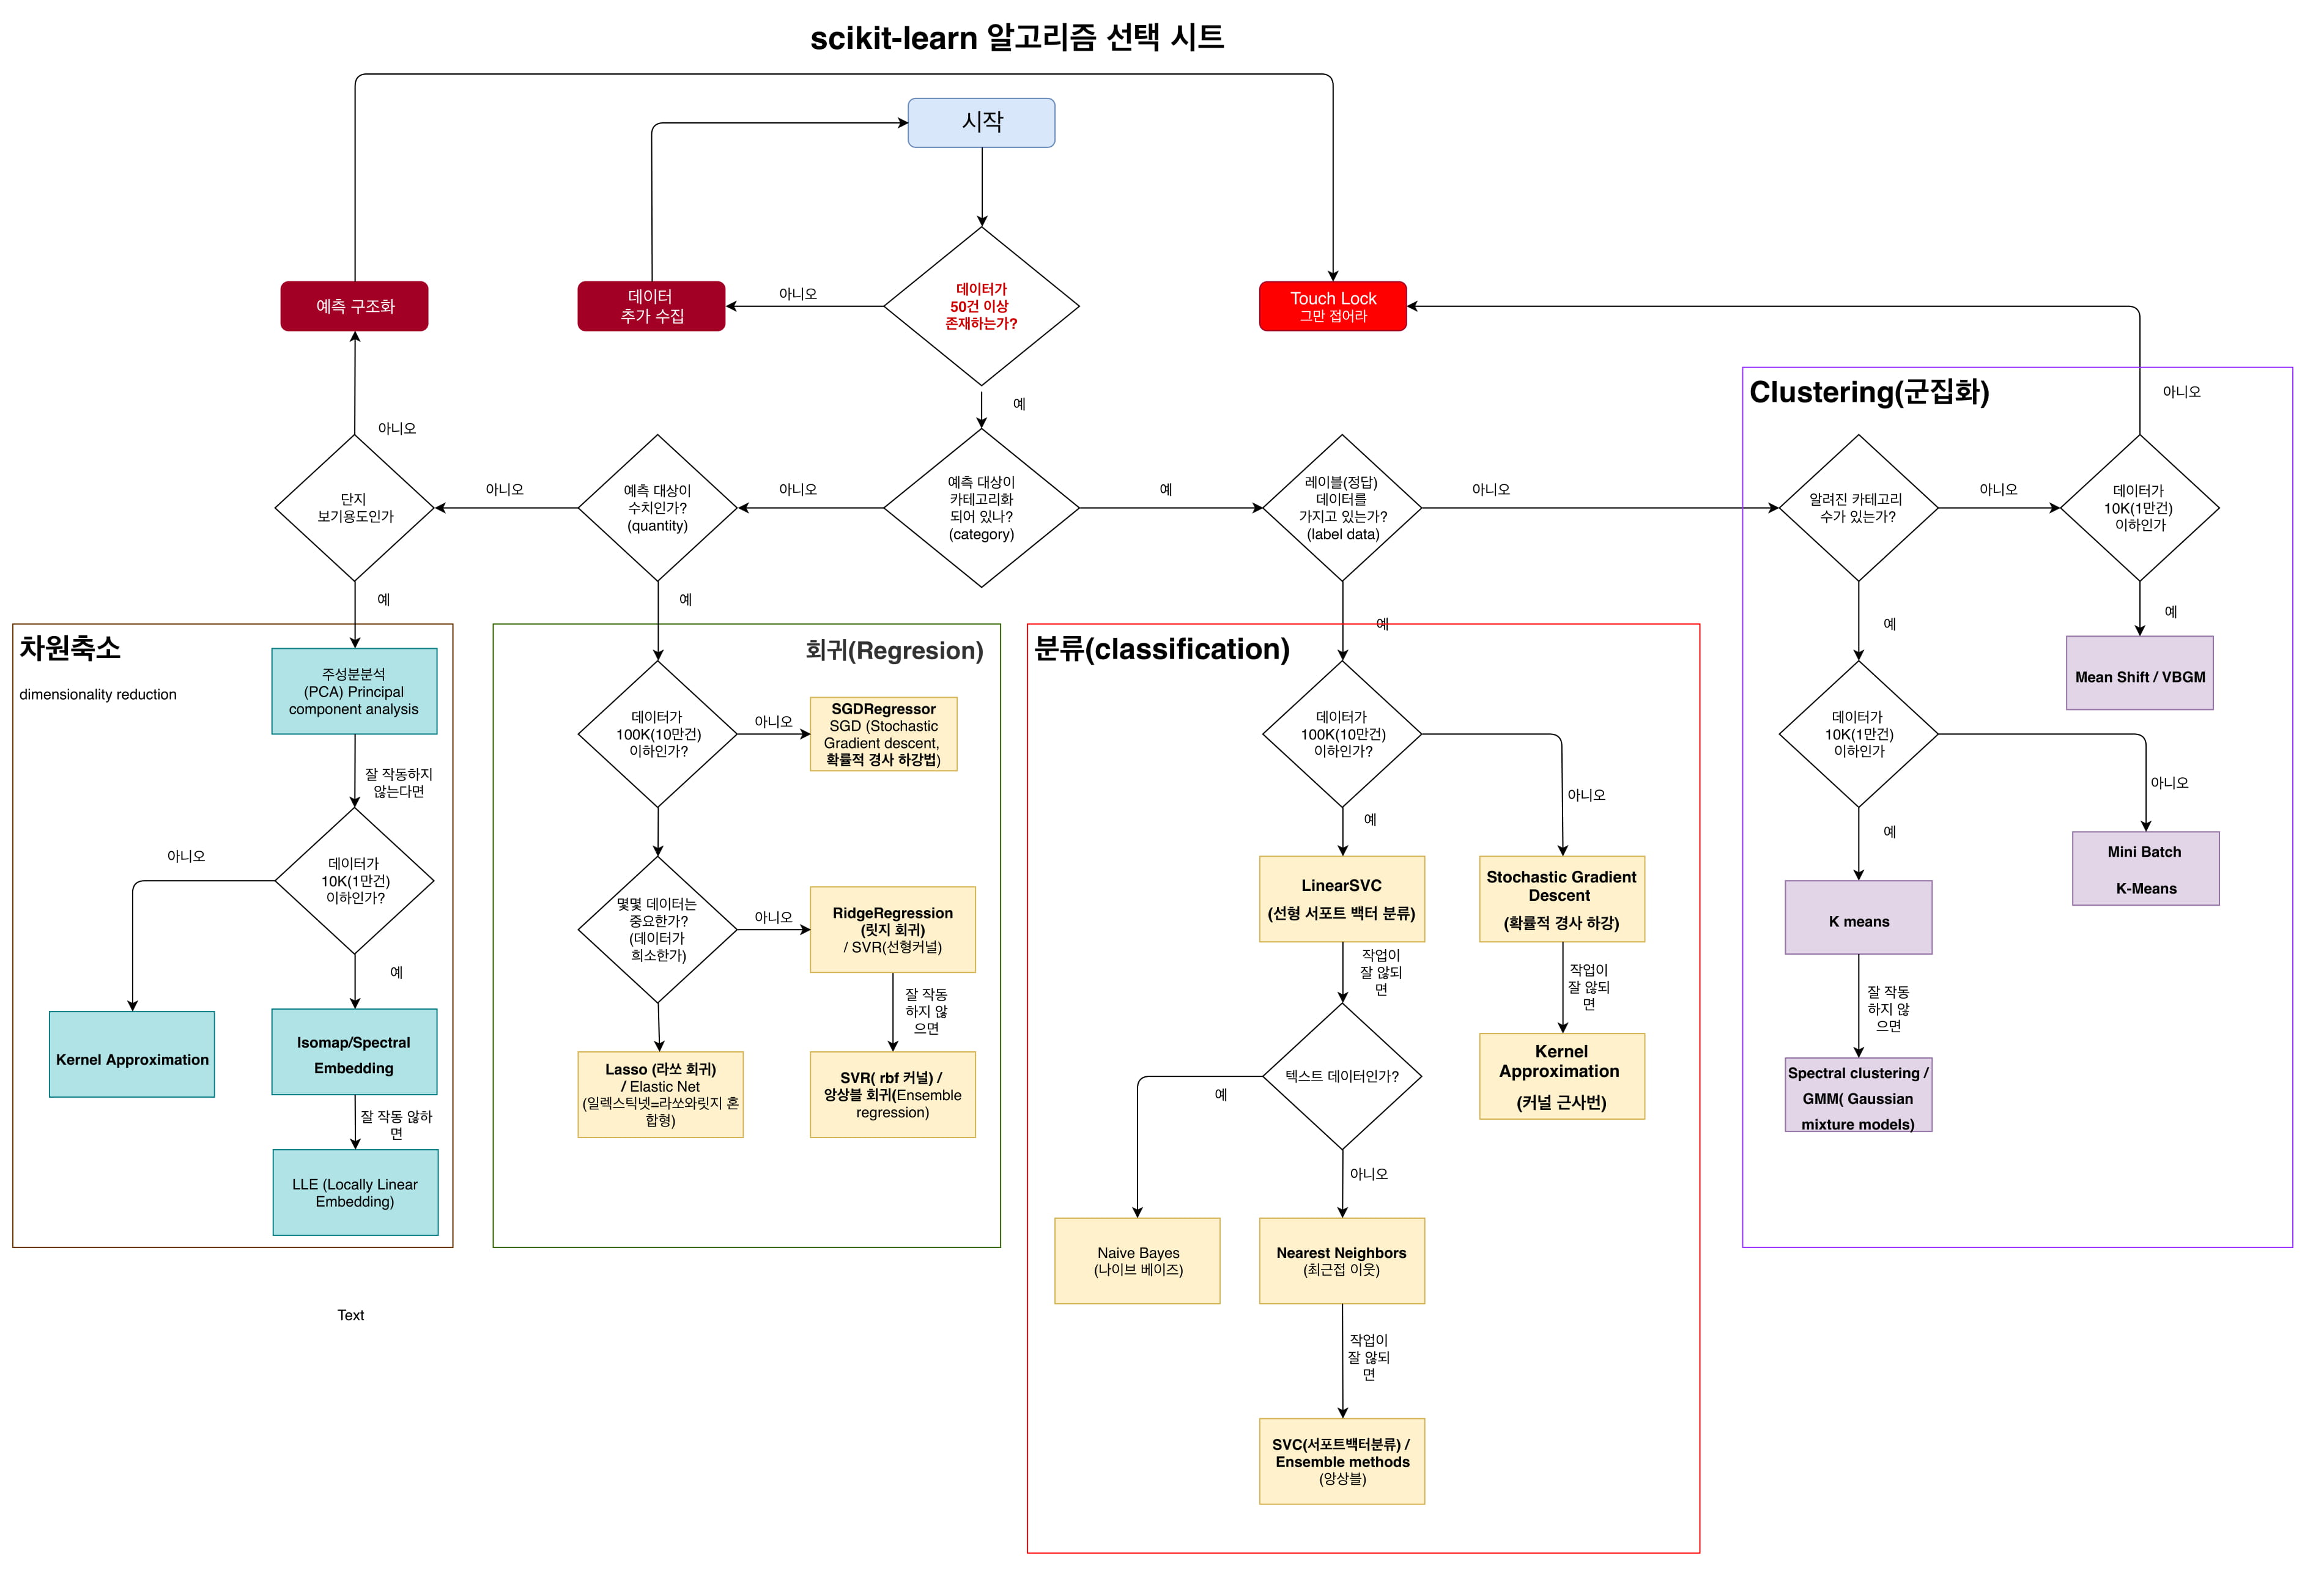 scikit-learn 알고리즘 선택 시트
시작
예측 구조화
데이터
추가 수집
아니오
데이터가
50건 이상
존재하는가?
Touch Lock
그만 접어라
예
아니오
단지
보기용도인가
아니오
예측 대상이
수치인가?
(quantity)
아니오
예측 대상이
카테고리화
되어 있나?
(category)
예
레이블(정답)
데이터를
가지고 있는가?
(label data)
아니오
Clustering(군집화)
아니오
알려진 카테고리
수가 있는가?
아니오
데이터가
10K(1만건)
이하인가
예
예
예
예
예
차원축소
dimensionality reduction
주성분분석
(PCA) Principal
component analysis
잘 작동하지
않는다면
아니오
데이터가
10K(1만건)
이하인가?
예
Kernel Approximation
Isomap/Spectral
Embedding
잘 작동 않하
면
LLE (Locally Linear
Embedding)
회귀(Regresion)
데이터가
100K(10만건)
이하인가?
아니오
SGDRegressor
SGD (Stochastic
Gradient descent,
확률적 경사 하강법)
몇몇 데이터는
중요한가?
(데이터가
희소한가)
아니오
RidgeRegression
(릿지 회귀)
/ SVR(선형커널)
잘 작동
하지 않
으면
Lasso (라쏘 회귀)
/ Elastic Net
(일렉스틱넷=라쏘와릿지 혼
합형)
SVR( rbf 커널) /
앙상블 회귀(Ensemble
regression)
분류(classification)
데이터가
100K(10만건)
이하인가?
아니오
예
LinearSVC
(선형 서포트 백터 분류)
Stochastic Gradient
Descent
(확률적 경사 하강)
작업이
잘 않되
면
작업이
잘 않되
면
텍스트 데이터인가?
예
Kernel
Approximation
(커널 근사번)
아니오
Naive Bayes
(나이브 베이즈)
Nearest Neighbors
(최근접 이웃)
작업이
잘 않되
면
SVC(서포트백터분류) /
Ensemble methods
(앙상블)
Mean Shift / VBGM
데이터가
10K(1만건)
이하인가
아니오
예
Mini Batch
K-Means
K means
잘 작동
하지 않
으면
Spectral clustering /
GMM( Gaussian
mixture models)
Text